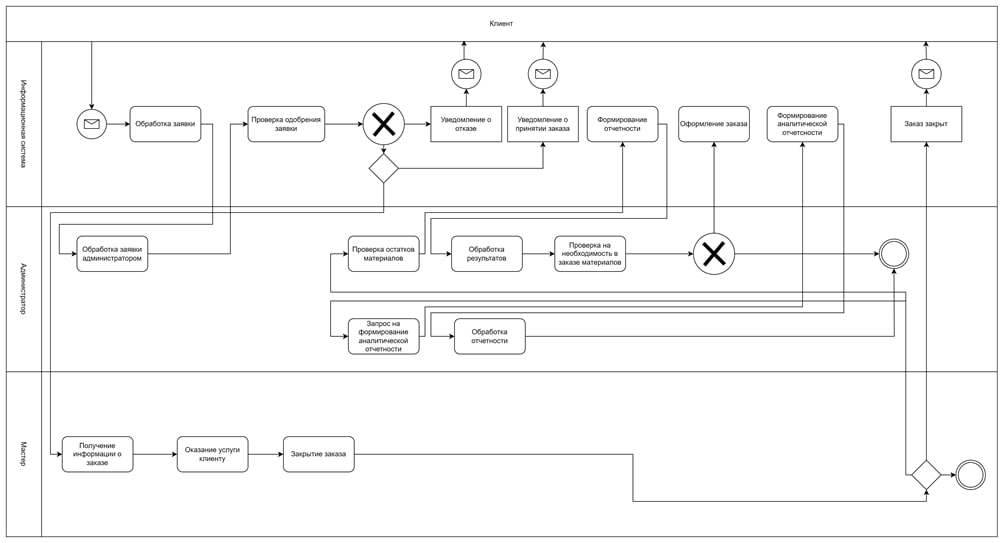 Клиент
Информационная система
Обработка заявки
Проверка одобрения
заявки
Уведомление о
отказе
Уведомление о
принятии заказа
Формирование
отчетности
Оформление заказа
Формирование
аналитической
отчетсности
Заказ закрыт
Администратор
Обработка заявки
администратором
Проверка остатков
материалов
Обработка
результатов
Проверка на
необходимость в
заказе материалов
Запрос на
формирование
аналитической
отчетности
Обработка
отчетности
Мастер
Получение
информации о
заказе
Оказание услуги
клиенту
Закрытие заказа